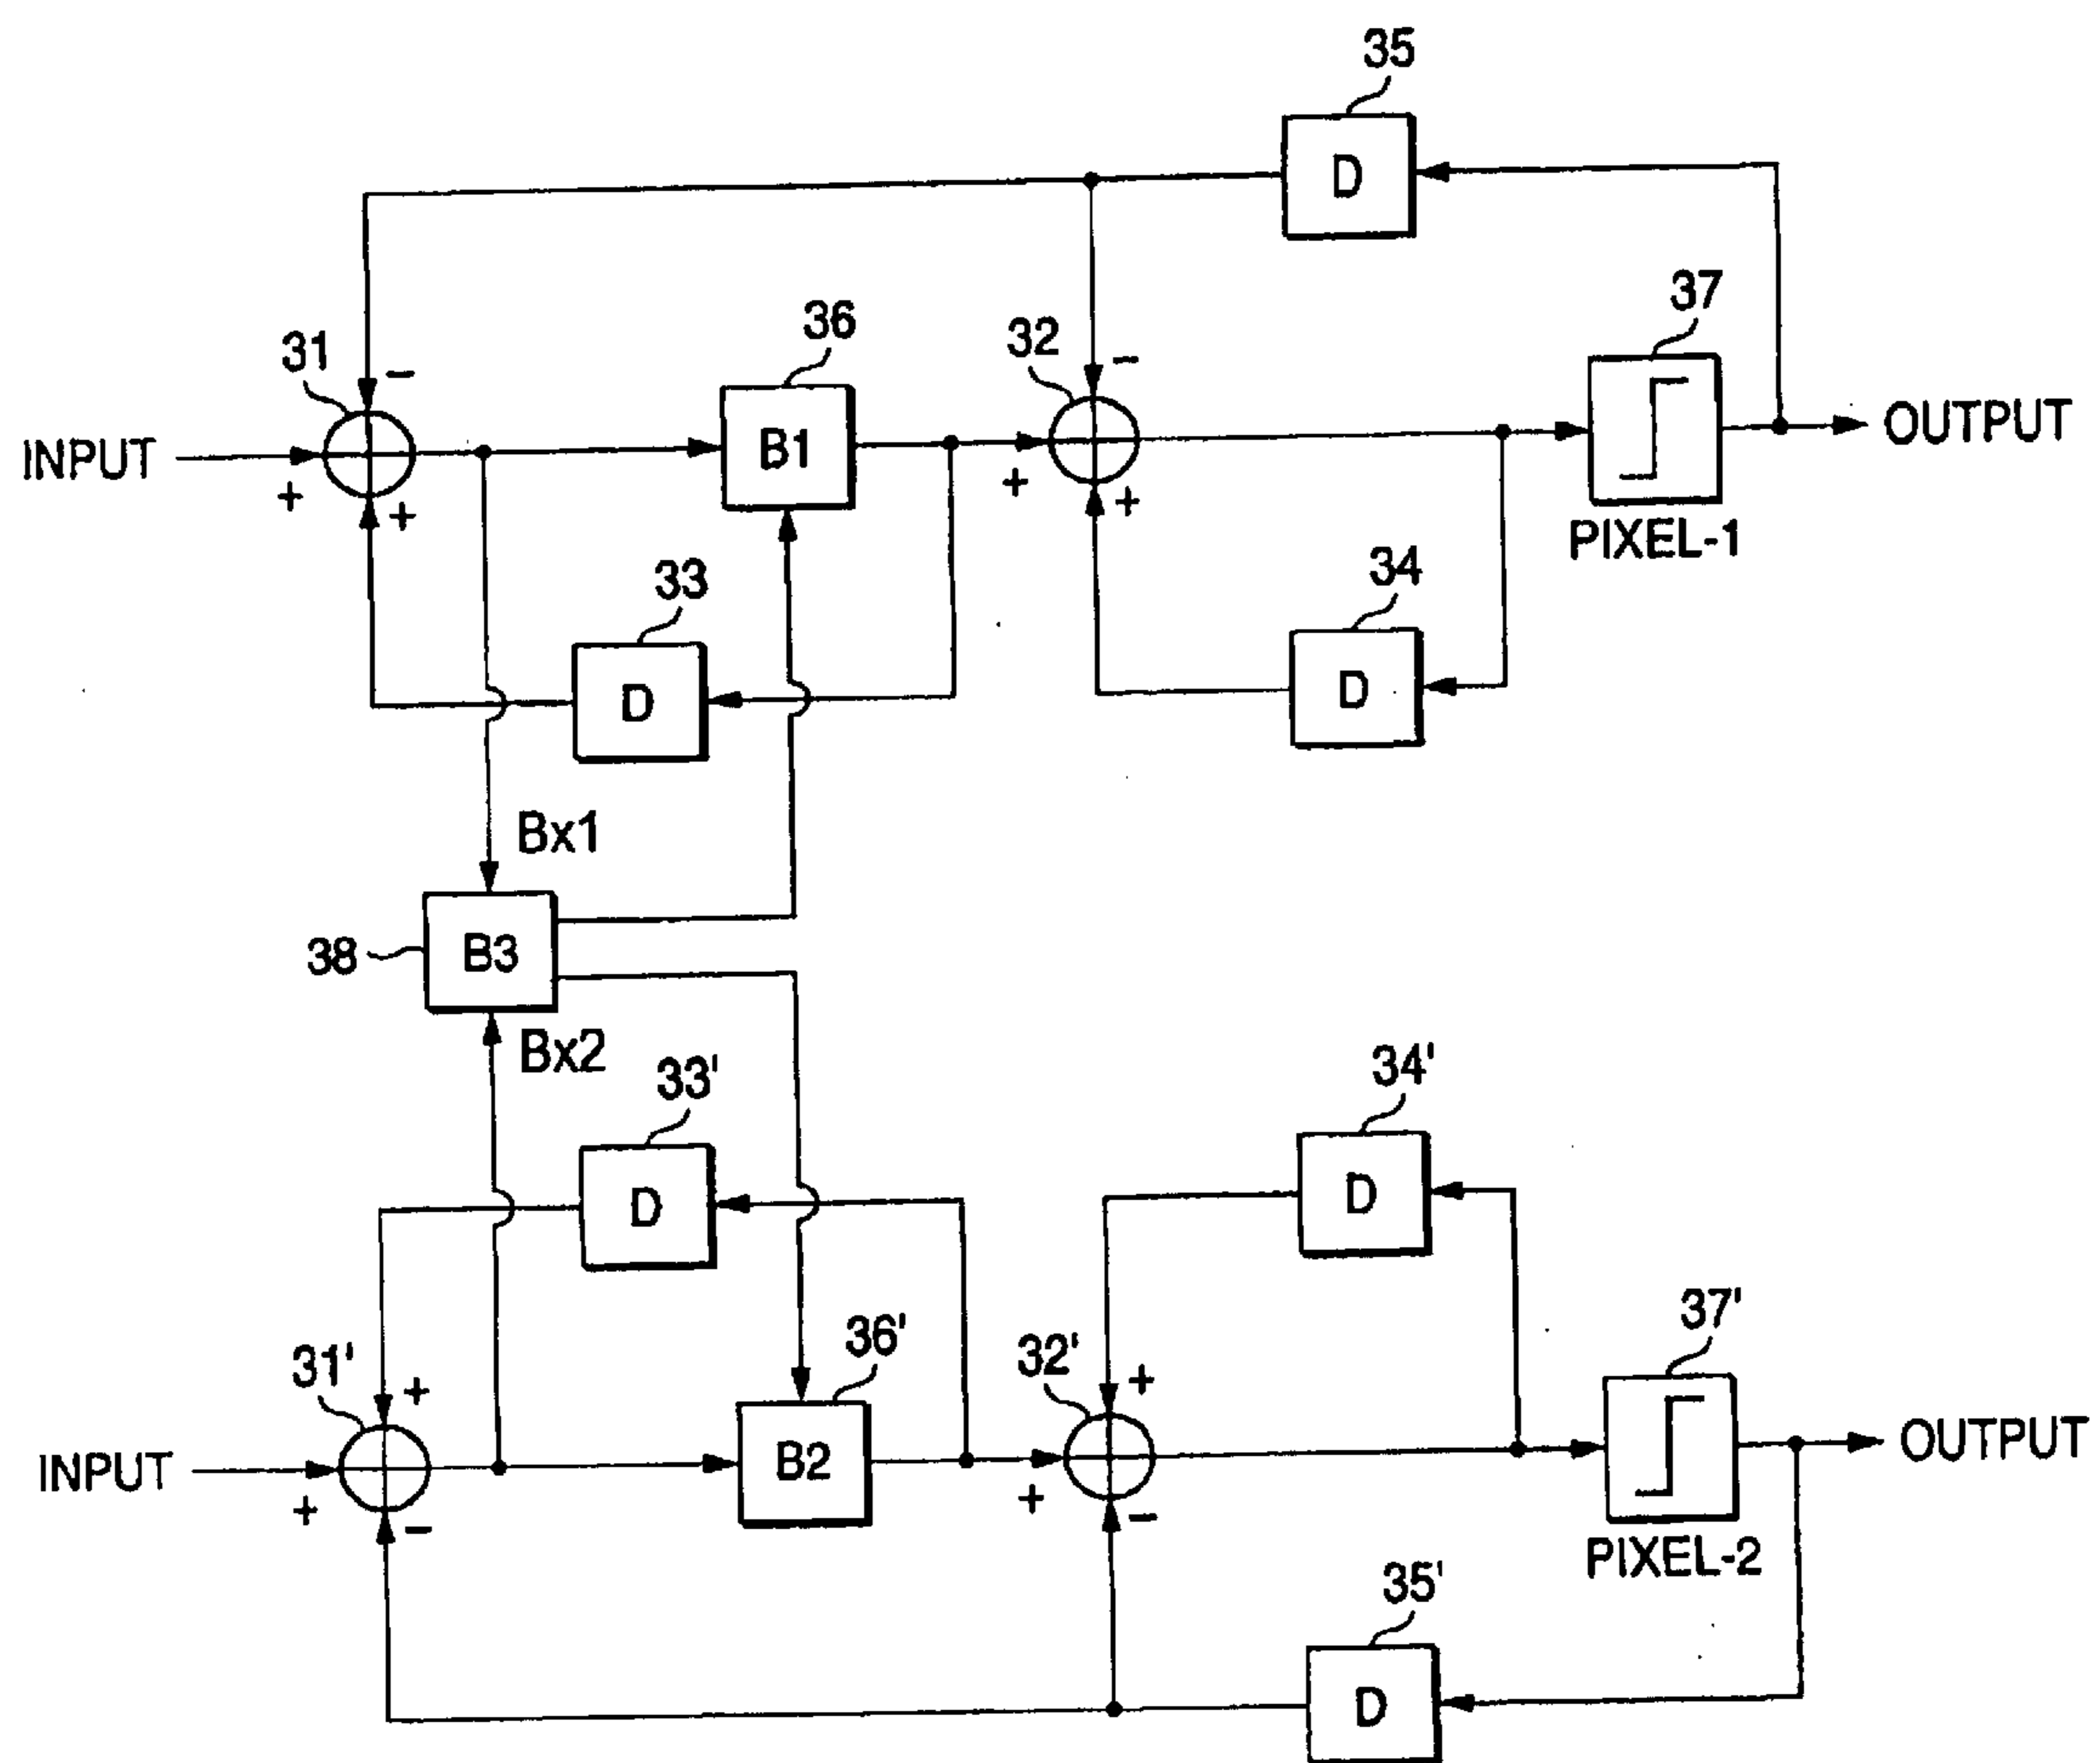 35
D
37
36
32
31
-
-
INPUT
B1
OUTPUT
+
+
+
+
PIXEL-1
33
34
D
D
Bx1
B3
38
Bx2
33'
34'
D
D
37'
36'
32'
31'
+
+
INPUT
B2
OUTPUT
+
-
+
-
PIXEL-2
35'
D